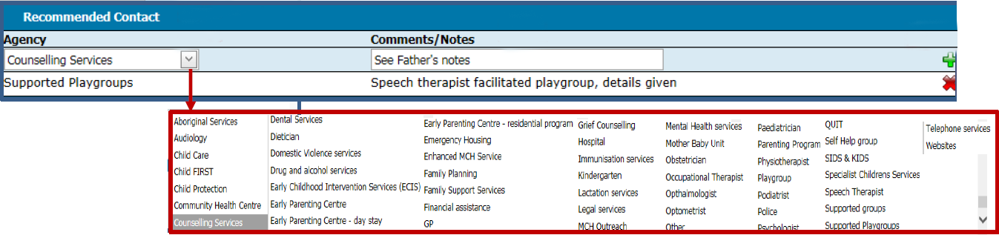 Recommended Contact
Agency Comments/Notes
Counselling Services See Father's notes
Supported Playgroups Speech therapist facilitated playgroup, details given
Aboriginal Services
Audiology
Child Care
Child FIRST
Child Protection
Community Health Centre
Counselling Services
Dental Services
Dietician
Domestic Violence services
Drug and alcohol services
Early Childhood Intervention Services (ECIS)
Early Parenting Centre
Early Parenting Centre - day stay
Early Parenting Centre - residential program
Emergency Housing
Enhanced MCH Service
Family Planning
Family Support Services
Financial assistance
GP
Grief Counselling
Hospital
Immunisation services
Kindergarten
Lactation services
Legal services
MCH Outreach
Mental Health services
Mother Baby Unit
Obstetrician
Occupational Therapist
Opthalmologist
Optometrist
Other
Paediatrician
Parenting Program
Physiotherapist
Playgroup
Podiatrist
Police
Psychologist
QUIT
Self Help group
SIDS & KIDS
Specialist Childrens Services
Speech Therapist
Supported groups
Supported Playgroups
Telephone services
Websites